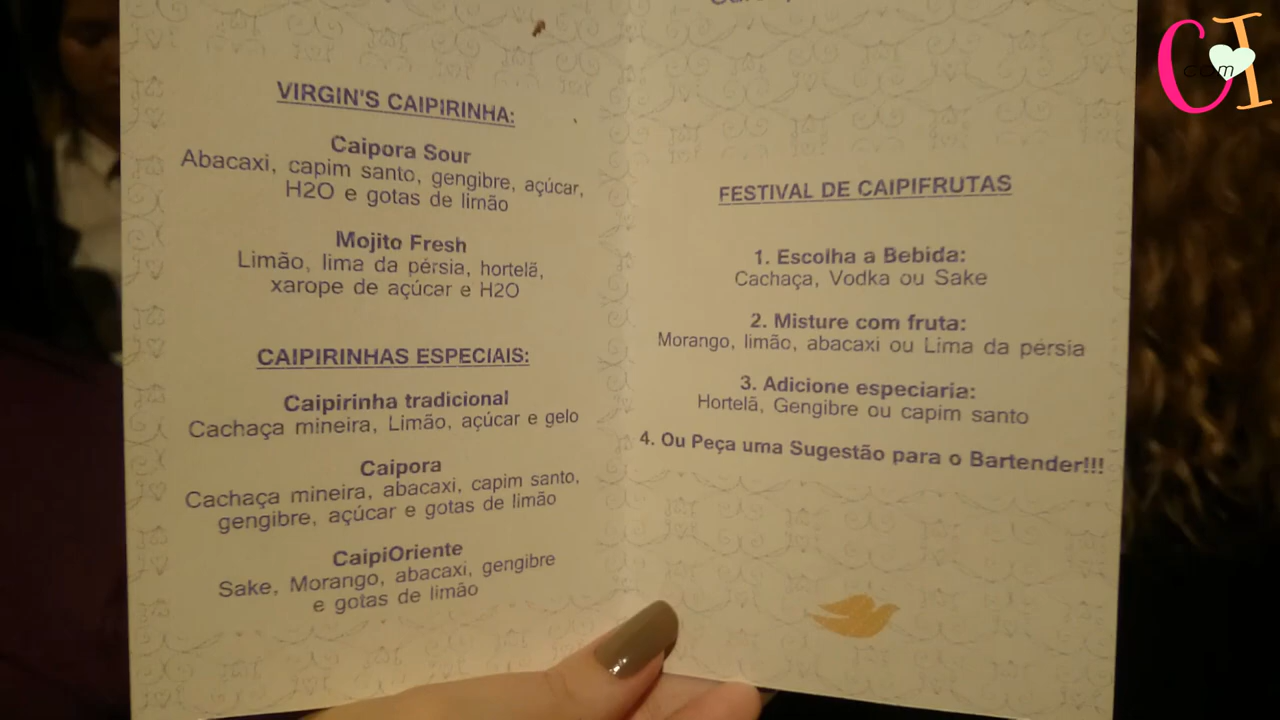 VIRGIN'S CAIPIRINHA:
Caipora Sour
Abacaxi, capim santo, gengibre, açúcar,
H2O e gotas de limão
Mojito Fresh
Limão, lima da pérsia, hortelã,
xarope de açúcar e H2O
CAIPIRINHAS ESPECIAIS:
Caipirinha tradicional
Cachaça mineira, Limão, açúcar e gelo
Caipora
Cachaça mineira, abacaxi, capim santo,
gengibre, açúcar e gotas de limão
CaipiOriente
Sake, Morango, abacaxi, gengibre
e gotas de limão
FESTIVAL DE CAIPIFRUTAS
1. Escolha a Bebida:
Cachaça, Vodka ou Sake
2. Misture com fruta:
Morango, limão, abacaxi ou Lima da pérsia
3. Adicione especiaria:
Hortelã, Gengibre ou capim santo
4. Ou Peça uma Sugestão para o Bartender!!!
C com I